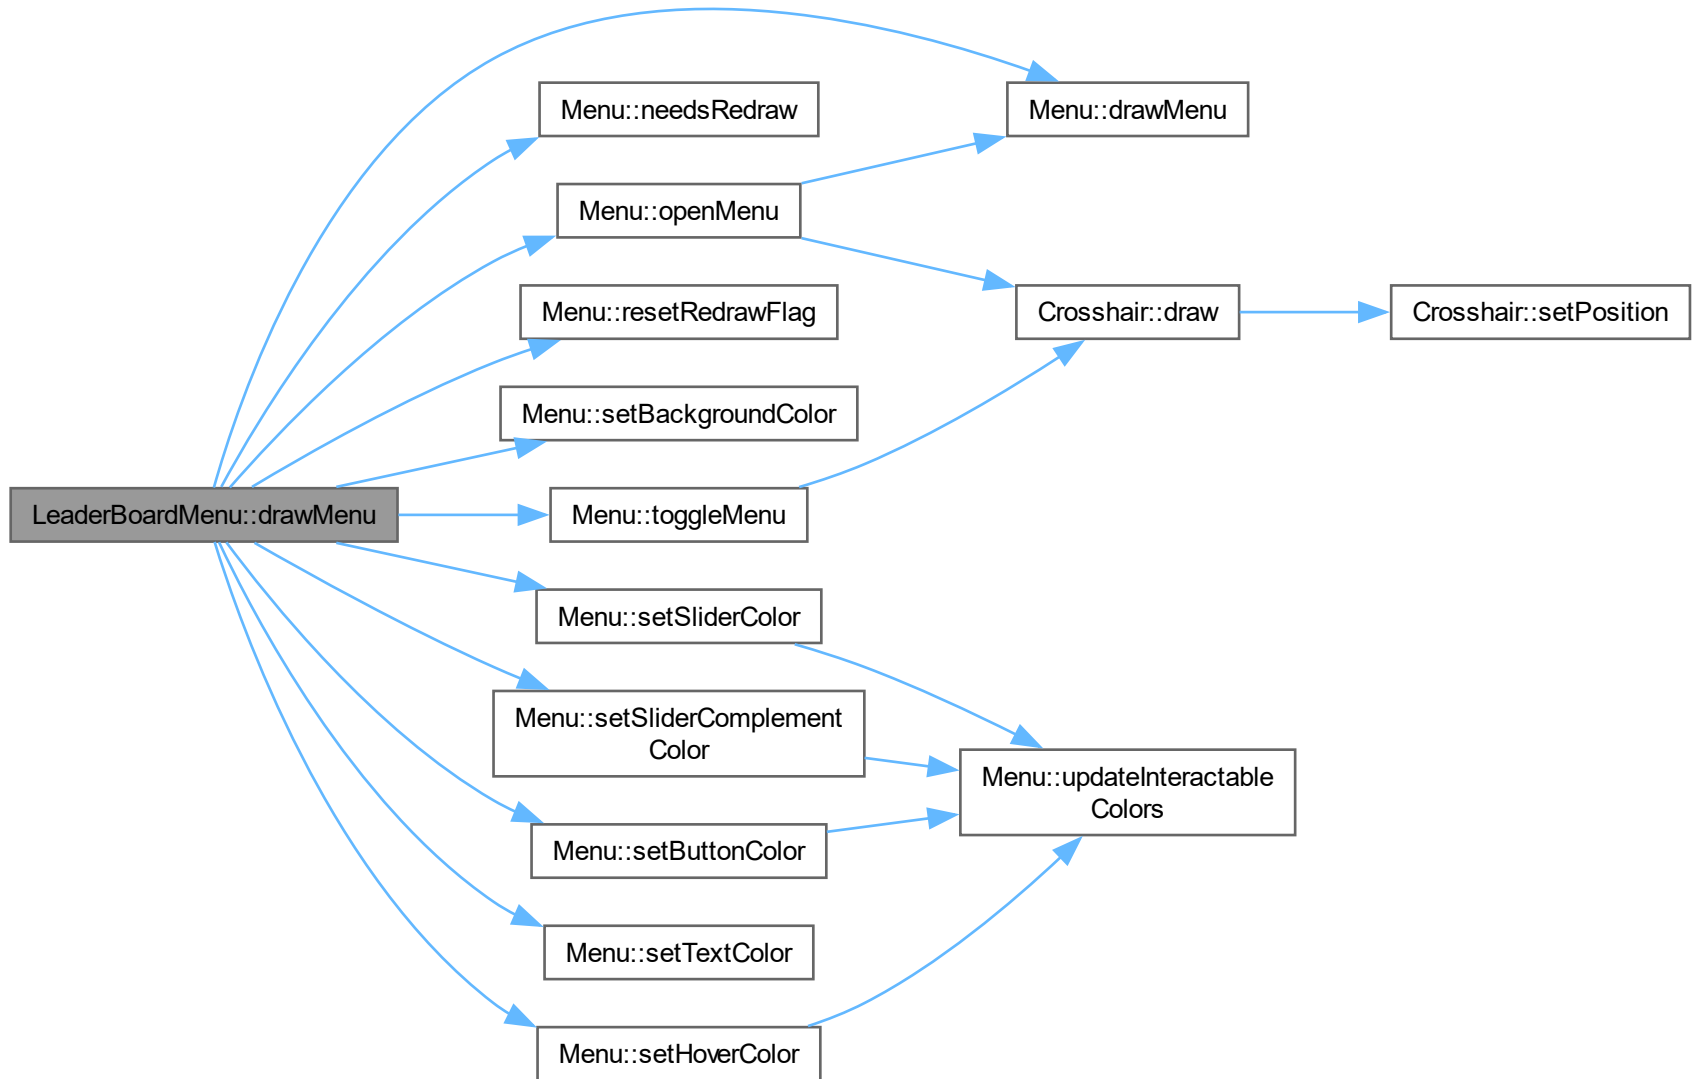 Menu::needsRedraw
Menu::drawMenu
Menu::openMenu
Menu::resetRedrawFlag
Crosshair::draw
Crosshair::setPosition
Menu::setBackgroundColor
LeaderBoardMenu::drawMenu
Menu::toggleMenu
Menu::setSliderColor
Menu::setSliderComplement
Color
Menu::updateInteractable
Colors
Menu::setButtonColor
Menu::setTextColor
Menu::setHoverColor